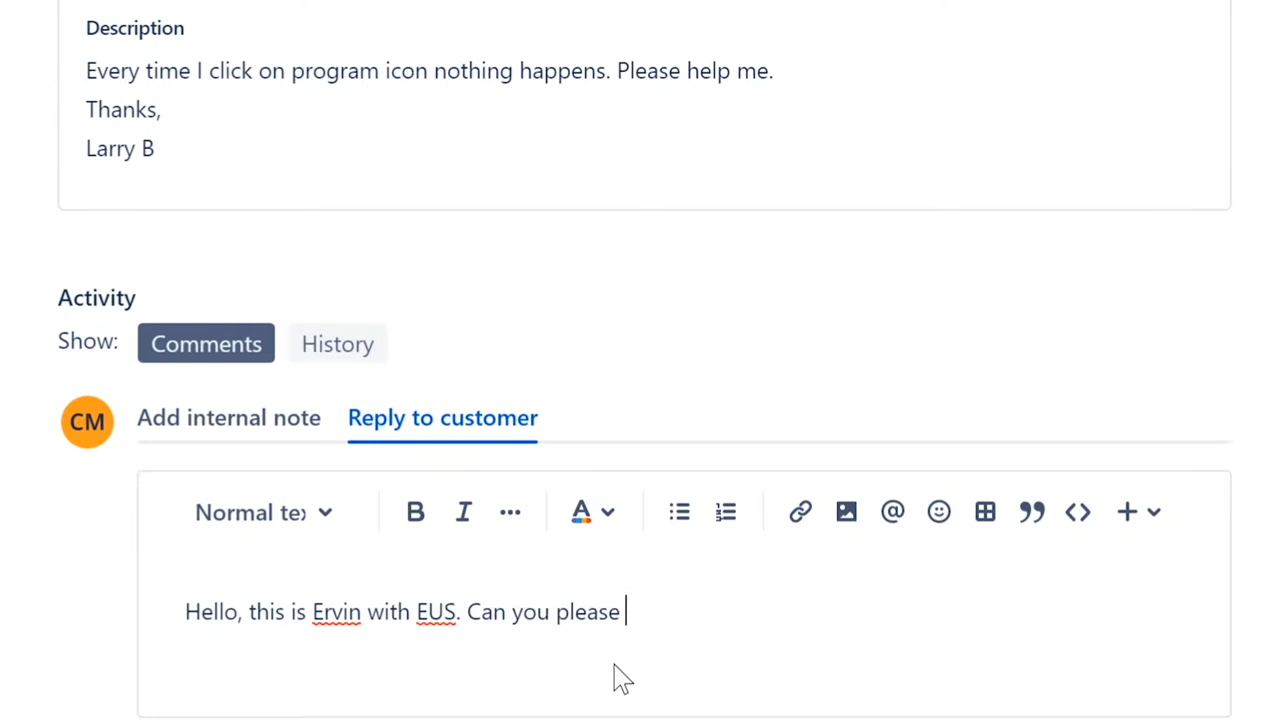 Description
Every time I click on program icon nothing happens. Please help me.
Thanks,
Larry B
Activity
Show: Comments History
CM Add internal note Reply to customer
Normal te
Hello, this is Ervin with EUS. Can you please